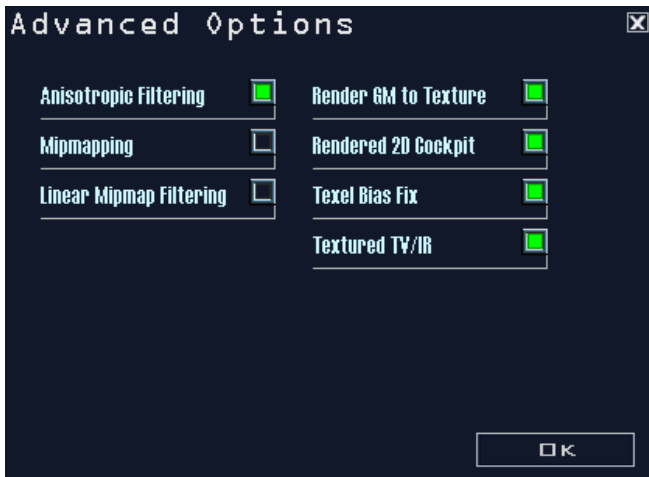 Advanced Options
Anisotropic Filtering
Mipmapping
Linear Mipmap Filtering
Render GM to Texture
Rendered 2D Cockpit
Texel Bias Fix
Textured TV/IR
OK